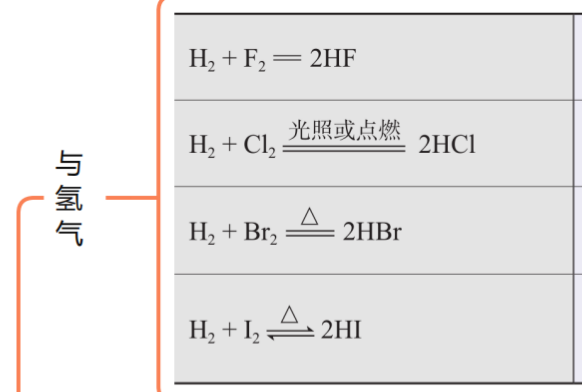 与氢气
H₂ + F₂ == 2HF
H₂ + Cl₂ 光照或点燃 == 2HCl
H₂ + Br₂ △ == 2HBr
H₂ + I₂ △ ⇌ 2HI